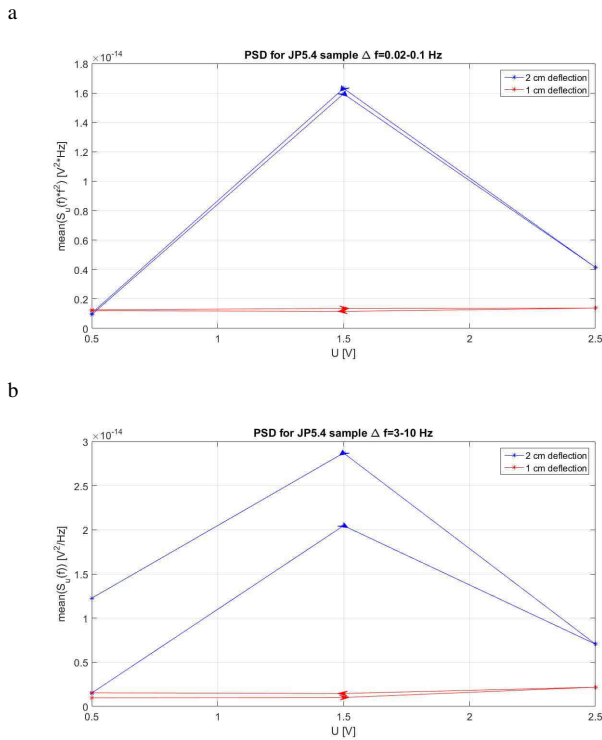 a
PSD for JP5.4 sample Δ f=0.02-0.1 Hz
×10^-14
1.8
1.6
1.4
1.2
1
0.8
0.6
0.4
0.2
0
mean(S_u(f)*f^2) [V^2*Hz]
2 cm deflection
1 cm deflection
0.5
1
1.5
2
2.5
U [V]
b
PSD for JP5.4 sample Δ f=3-10 Hz
×10^-14
3
2.5
2
1.5
1
0.5
0
mean(S_u(f)) [V^2/Hz]
2 cm deflection
1 cm deflection
0.5
1
1.5
2
2.5
U [V]